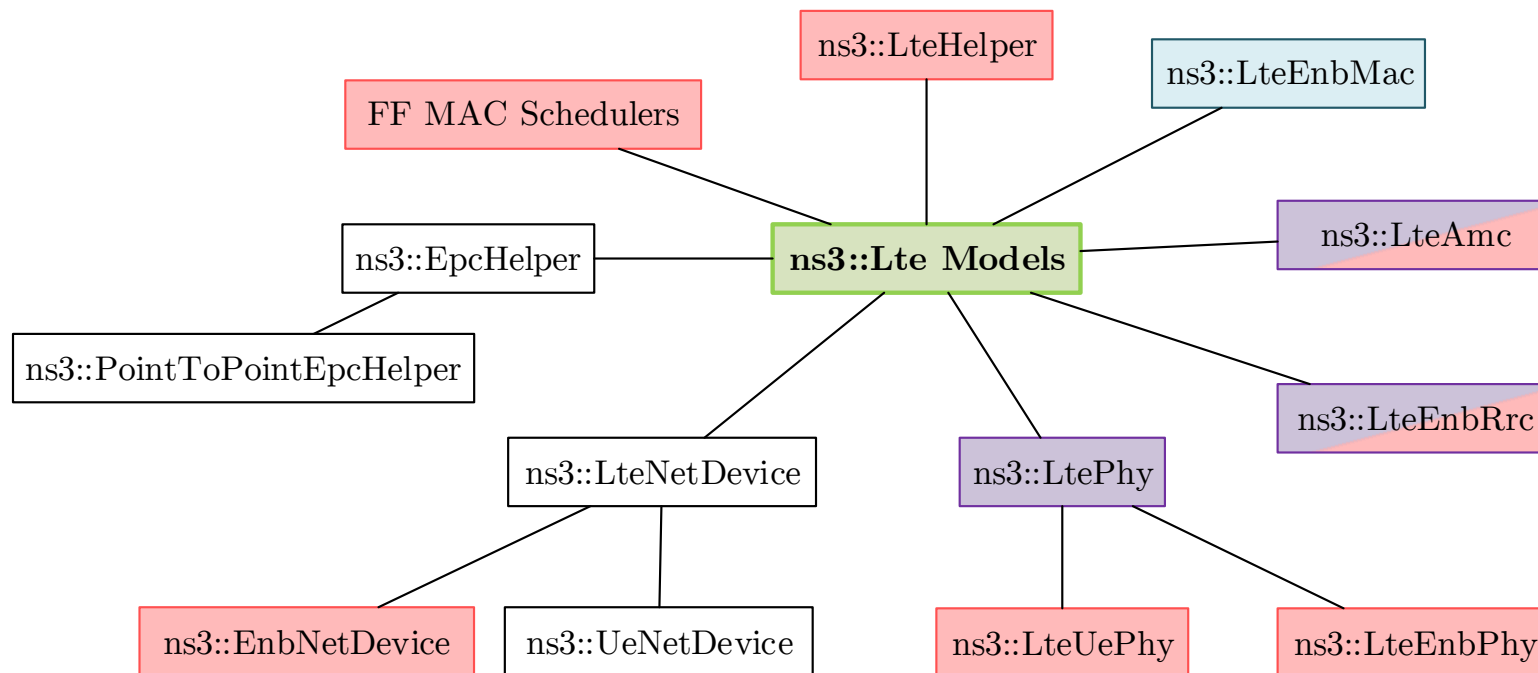 ns3::LteHelper
ns3::LteEnbMac
FF MAC Schedulers
ns3::LteAmc
ns3::EpcHelper
ns3::Lte Models
ns3::PointToPointEpcHelper
ns3::LteEnbRrc
ns3::LteNetDevice
ns3::LtePhy
ns3::EnbNetDevice
ns3::UeNetDevice
ns3::LteUePhy
ns3::LteEnbPhy